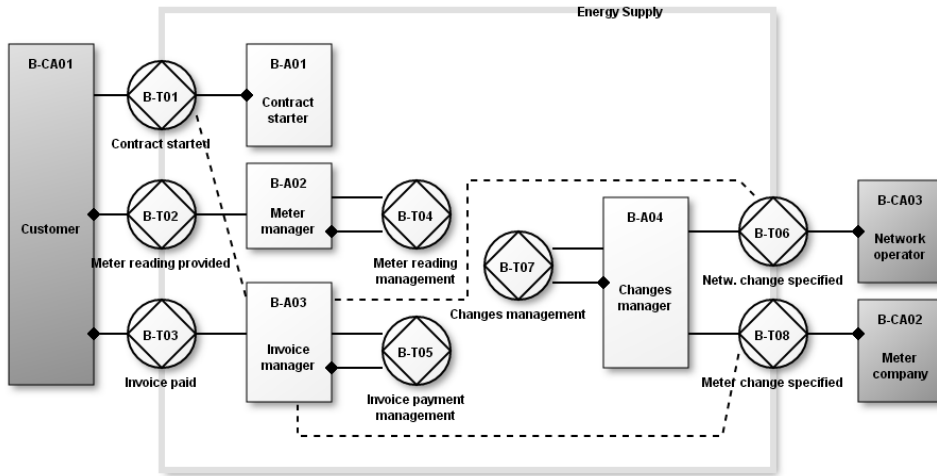 Energy Supply
B-CA01
Customer
B-T01
Contract started
B-A01
Contract
starter
B-T02
Meter reading provided
B-A02
Meter
manager
B-T04
Meter reading
management
B-T03
Invoice paid
B-A03
Invoice
manager
B-T05
Invoice payment
management
B-T07
Changes management
B-A04
Changes
manager
B-T06
Netw. change specified
B-CA03
Network
operator
B-T08
Meter change specified
B-CA02
Meter
company